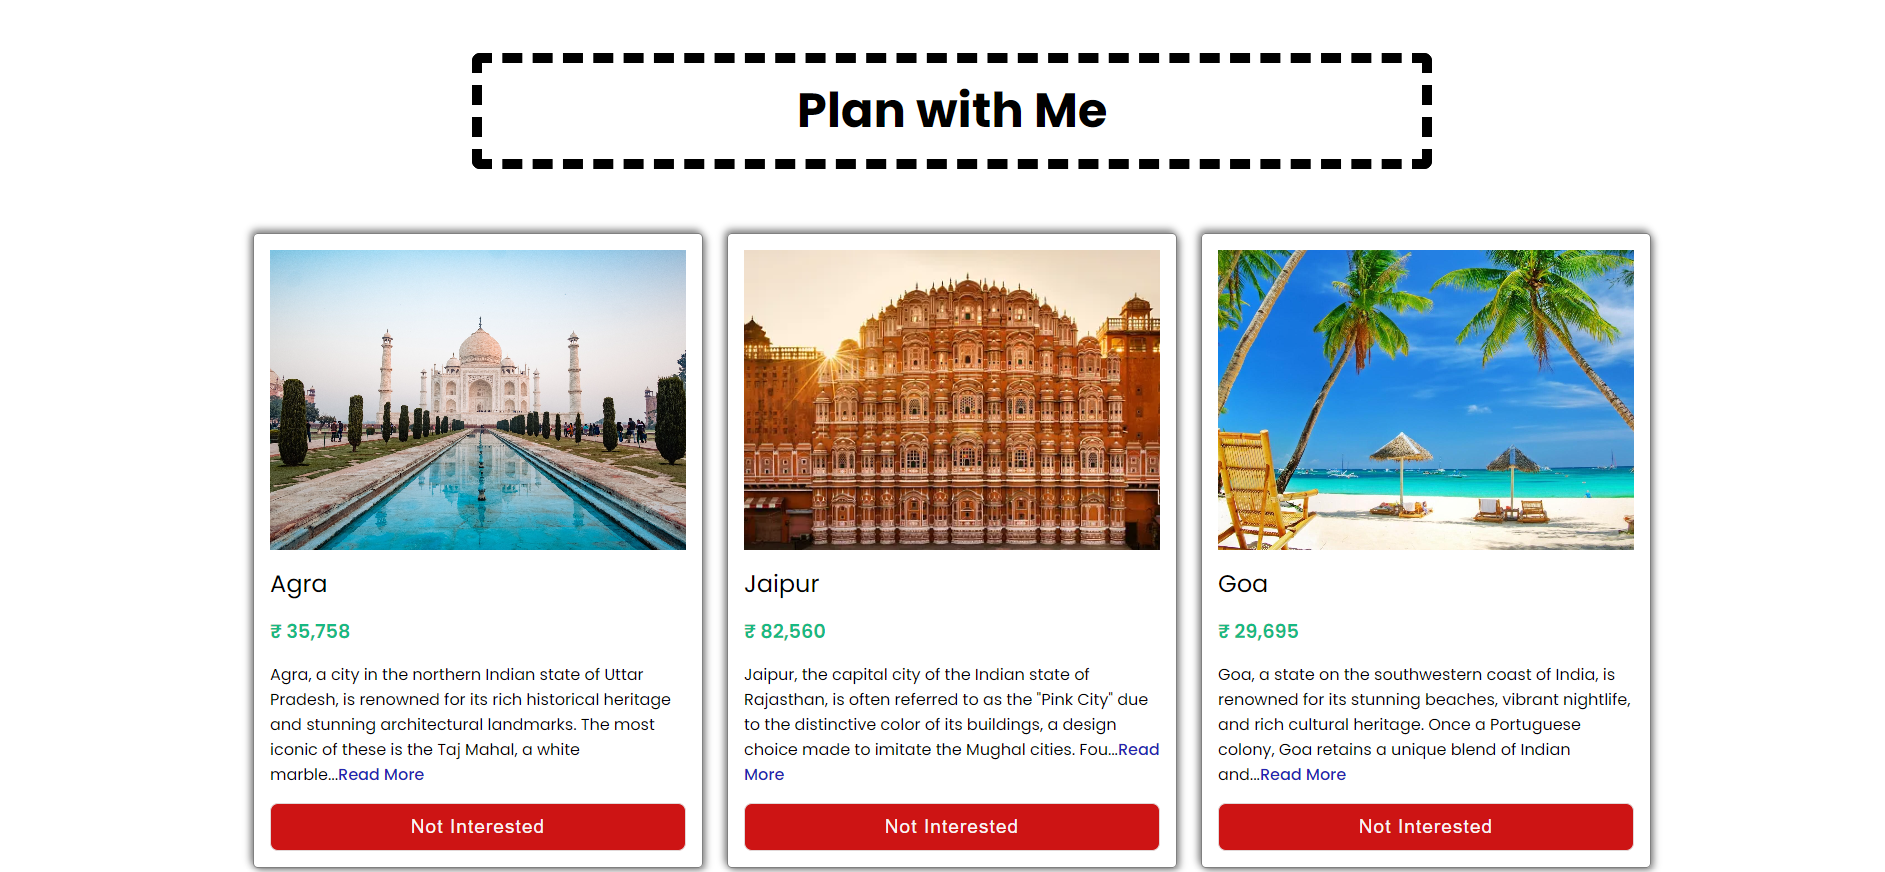 Plan with Me
Agra
₹ 35,758
Agra, a city in the northern Indian state of Uttar
Pradesh, is renowned for its rich historical heritage
and stunning architectural landmarks. The most
iconic of these is the Taj Mahal, a white
marble...Read More
Not Interested
Jaipur
₹ 82,560
Jaipur, the capital city of the Indian state of
Rajasthan, is often referred to as the "Pink City" due
to the distinctive color of its buildings, a design
choice made to imitate the Mughal cities. Fou...Read
More
Not Interested
Goa
₹ 29,695
Goa, a state on the southwestern coast of India, is
renowned for its stunning beaches, vibrant nightlife,
and rich cultural heritage. Once a Portuguese
colony, Goa retains a unique blend of Indian
and...Read More
Not Interested